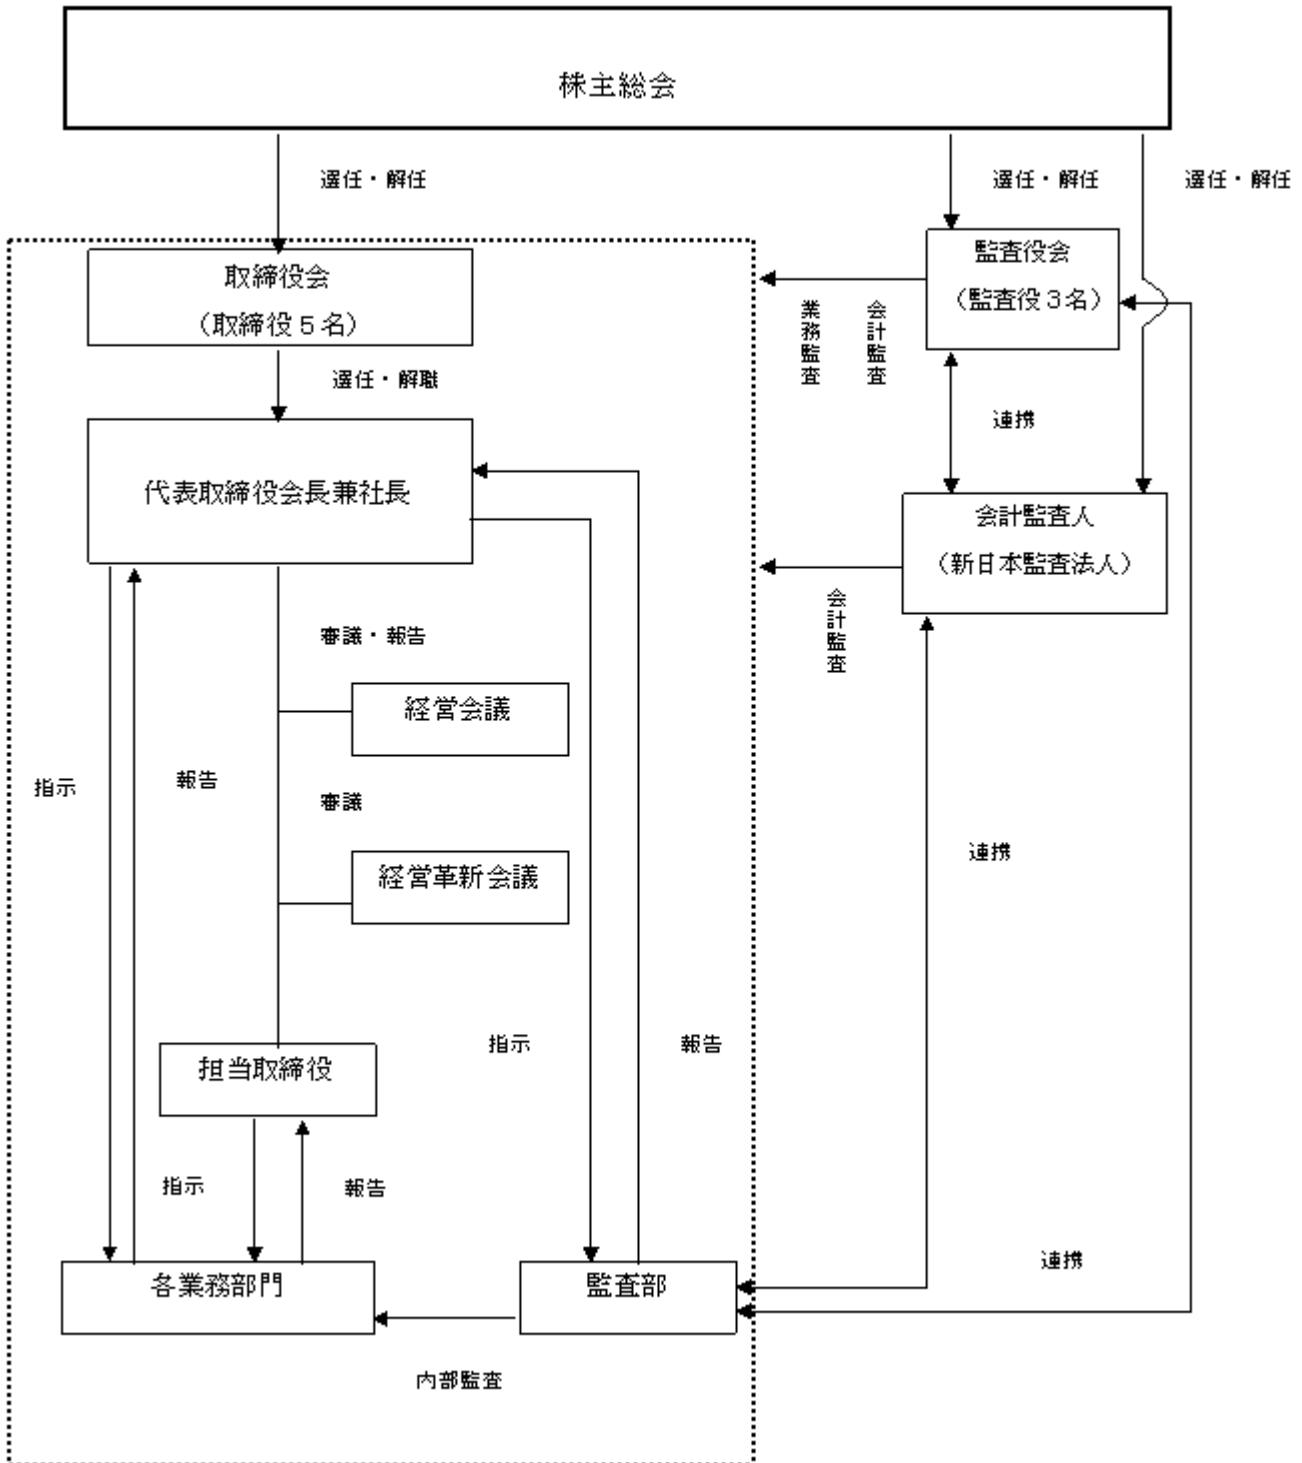 株主総会
選任・解任
選任・解任
選任・解任
取締役会
（取締役５名）
監査役会
（監査役３名）
業務監査
会計監査
選任・解職
連携
代表取締役会長兼社長
会計監査人
（新日本監査法人）
会計監査
審議・報告
経営会議
指示
報告
審議
経営革新会議
連携
指示
報告
担当取締役
指示
報告
連携
各業務部門
監査部
内部監査